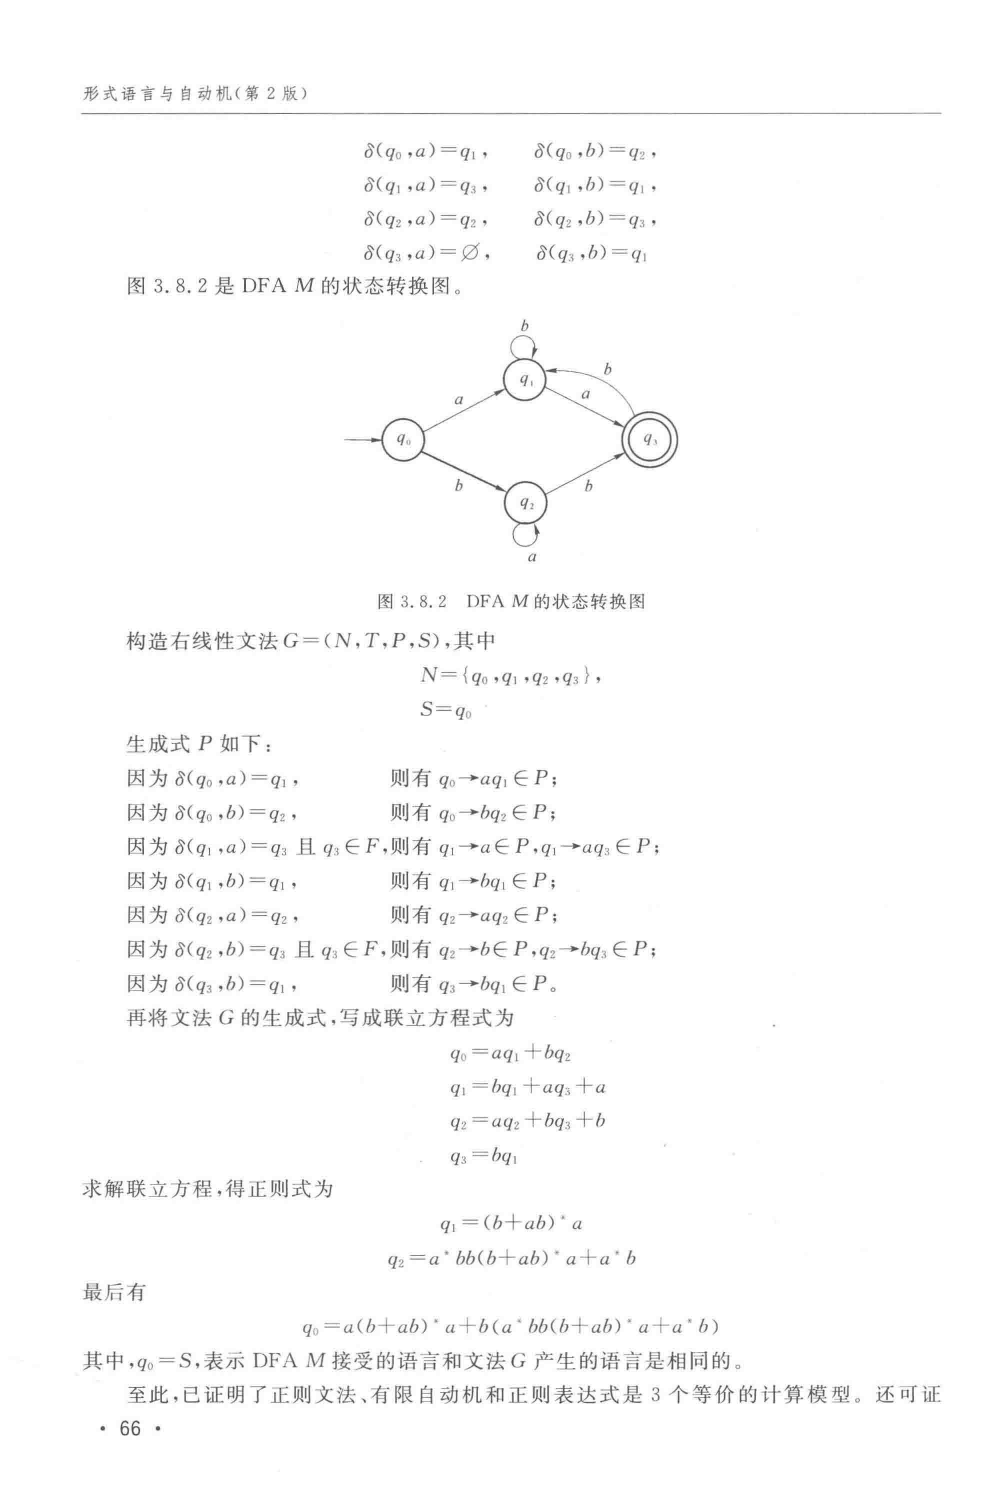 形式语言与自动机(第2版)
δ(q₀,a)=q₁, δ(q₀,b)=q₂,
δ(q₁,a)=q₃, δ(q₁,b)=q₁,
δ(q₂,a)=q₂, δ(q₂,b)=q₃,
δ(q₃,a)=∅, δ(q₃,b)=q₁
图 3.8.2 是 DFA M 的状态转换图。
b
q₁
b
a
a
q₀
q₃
b
b
q₂
a
图 3.8.2 DFA M 的状态转换图
构造右线性文法 G=(N,T,P,S),其中
N={q₀,q₁,q₂,q₃},
S=q₀
生成式 P 如下:
因为 δ(q₀,a)=q₁, 则有 q₀→aq₁∈P;
因为 δ(q₀,b)=q₂, 则有 q₀→bq₂∈P;
因为 δ(q₁,a)=q₃ 且 q₃∈F,则有 q₁→a∈P,q₁→aq₃∈P;
因为 δ(q₁,b)=q₁, 则有 q₁→bq₁∈P;
因为 δ(q₂,a)=q₂, 则有 q₂→aq₂∈P;
因为 δ(q₂,b)=q₃ 且 q₃∈F,则有 q₂→b∈P,q₂→bq₃∈P;
因为 δ(q₃,b)=q₁, 则有 q₃→bq₁∈P。
再将文法 G 的生成式,写成联立方程式为
q₀=aq₁+bq₂
q₁=bq₁+aq₃+a
q₂=aq₂+bq₃+b
q₃=bq₁
求解联立方程,得正则式为
q₁=(b+ab)*a
q₂=a*bb(b+ab)*a+a*b
最后有
q₀=a(b+ab)*a+b(a*bb(b+ab)*a+a*b)
其中,q₀=S,表示 DFA M 接受的语言和文法 G 产生的语言是相同的。
至此,已证明了正则文法、有限自动机和正则表达式是 3 个等价的计算模型。还可证
· 66 ·